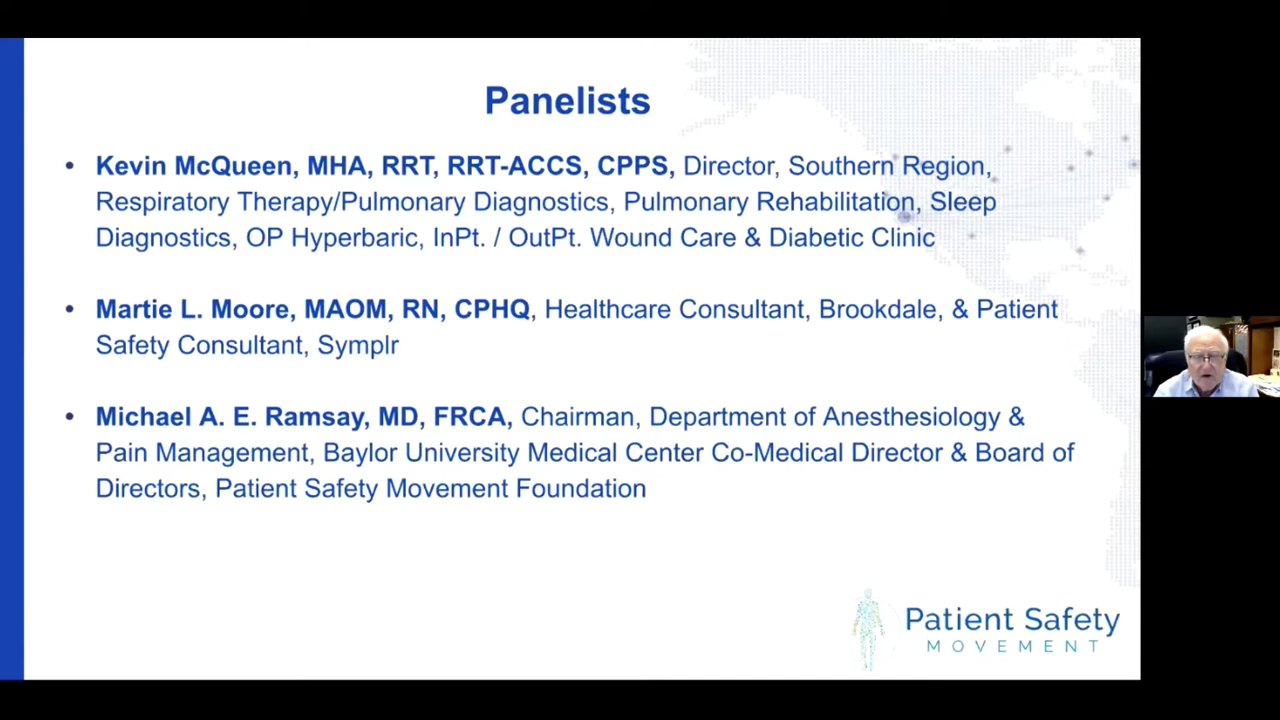 Panelists
• Kevin McQueen, MHA, RRT, RRT-ACCS, CPPS, Director, Southern Region,
Respiratory Therapy/Pulmonary Diagnostics, Pulmonary Rehabilitation, Sleep
Diagnostics, OP Hyperbaric, InPt. / OutPt. Wound Care & Diabetic Clinic
• Martie L. Moore, MAOM, RN, CPHQ, Healthcare Consultant, Brookdale, & Patient
Safety Consultant, Symplr
• Michael A. E. Ramsay, MD, FRCA, Chairman, Department of Anesthesiology &
Pain Management, Baylor University Medical Center Co-Medical Director & Board of
Directors, Patient Safety Movement Foundation
Patient Safety
MOVEMENT